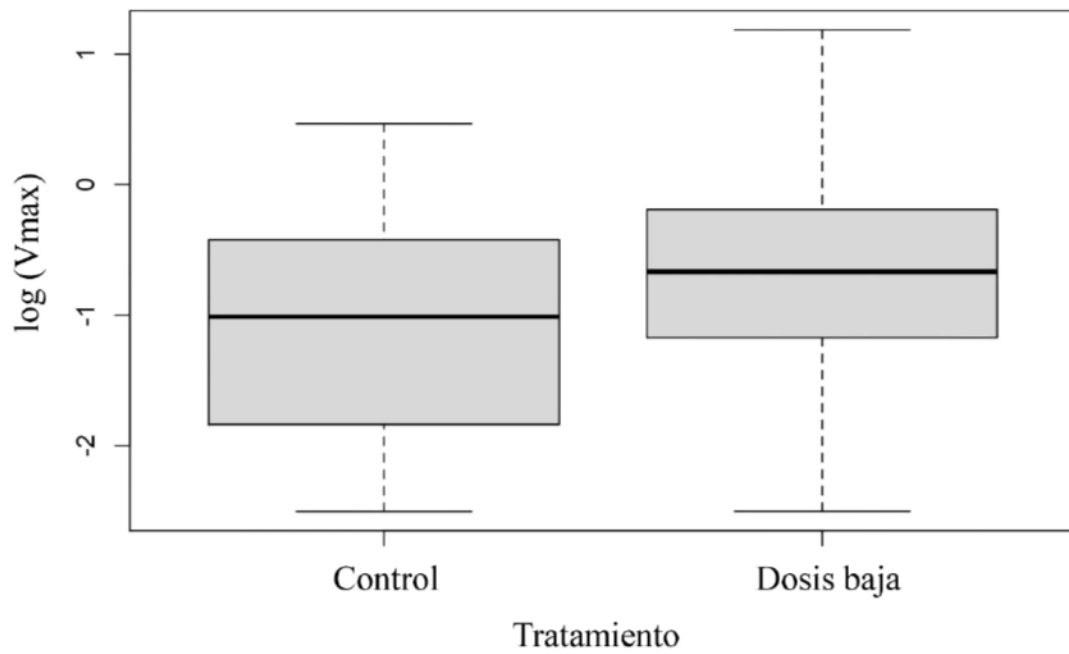 log (Vmax)
1
0
-1
-2
Control
Dosis baja
Tratamiento